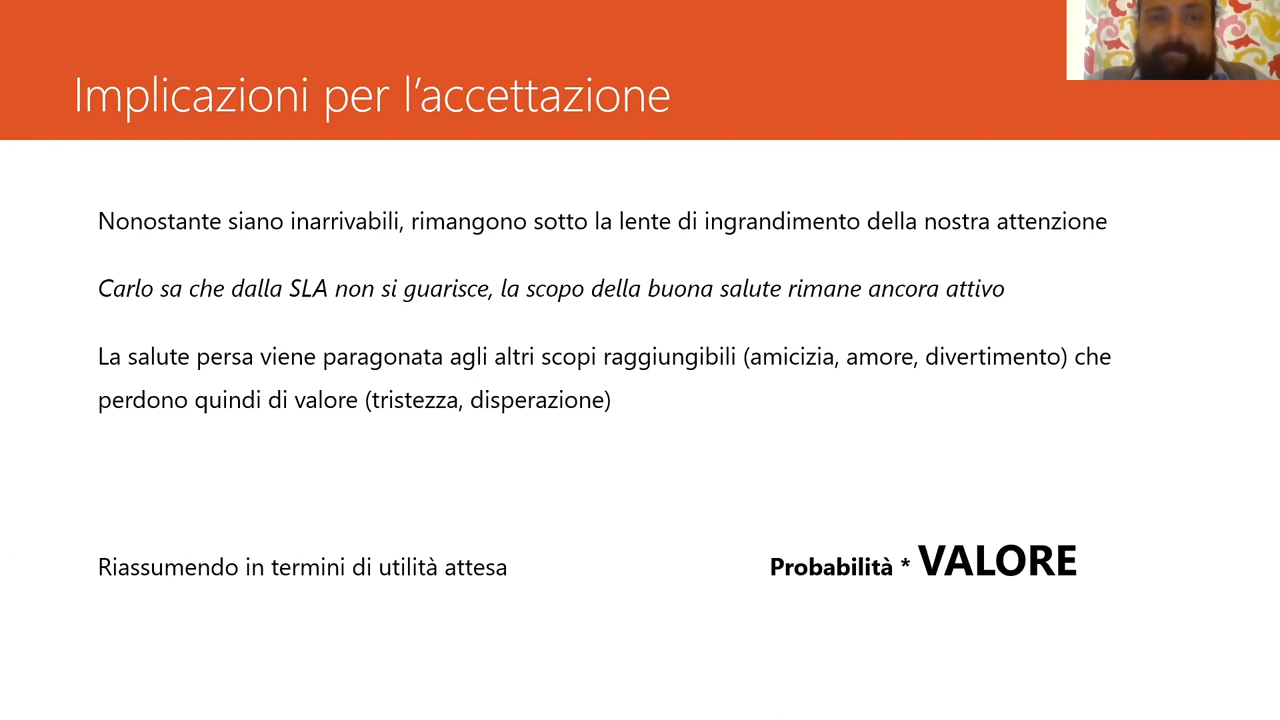 Implicazioni per l’accettazione
Nonostante siano inarrivabili, rimangono sotto la lente di ingrandimento della nostra attenzione
Carlo sa che dalla SLA non si guarisce, la scopo della buona salute rimane ancora attivo
La salute persa viene paragonata agli altri scopi raggiungibili (amicizia, amore, divertimento) che
perdono quindi di valore (tristezza, disperazione)
Riassumendo in termini di utilità attesa
Probabilità * VALORE